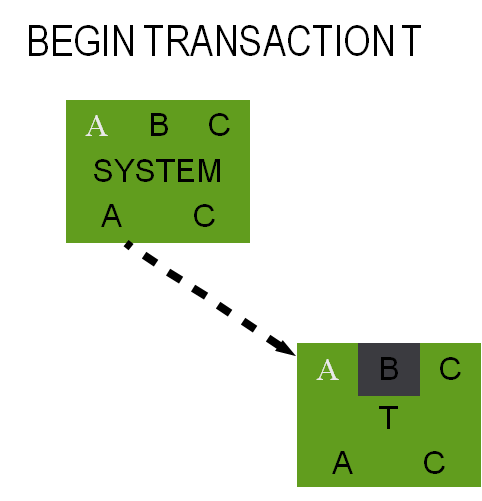 BEGIN TRANSACTION T
A B C
SYSTEM
A C
A B C
T
A C